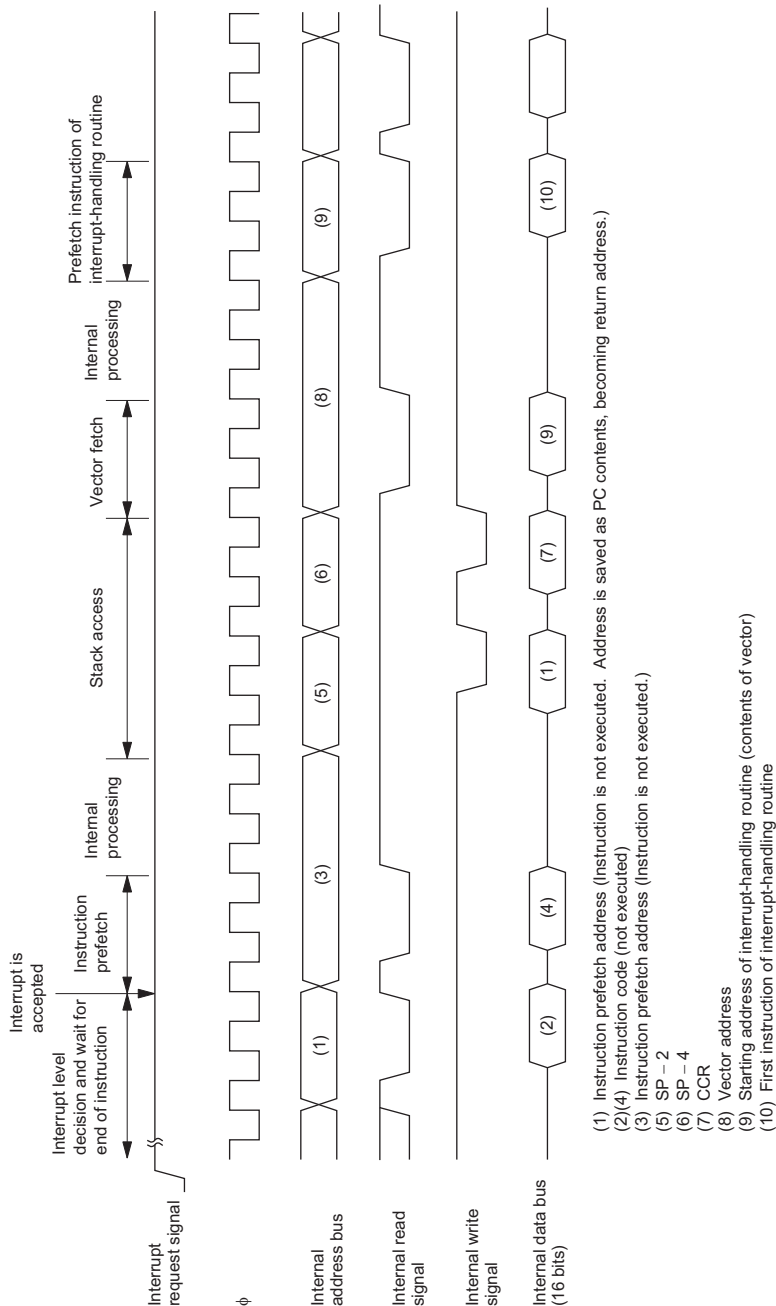 Interrupt is
accepted
Interrupt level
decision and wait for
end of instruction
Instruction
prefetch
Internal
processing
Stack access
Vector fetch
Internal
processing
Prefetch instruction of
interrupt-handling routine
Interrupt
request signal
φ
Internal
address bus
(1)
(3)
(5)
(6)
(8)
(9)
Internal read
signal
Internal write
signal
Internal data bus
(16 bits)
(2)
(4)
(1)
(7)
(9)
(10)
(1) Instruction prefetch address (Instruction is not executed. Address is saved as PC contents, becoming return address.)
(2)(4) Instruction code (not executed)
(3) Instruction prefetch address (Instruction is not executed.)
(5) SP – 2
(6) SP – 4
(7) CCR
(8) Vector address
(9) Starting address of interrupt-handling routine (contents of vector)
(10) First instruction of interrupt-handling routine